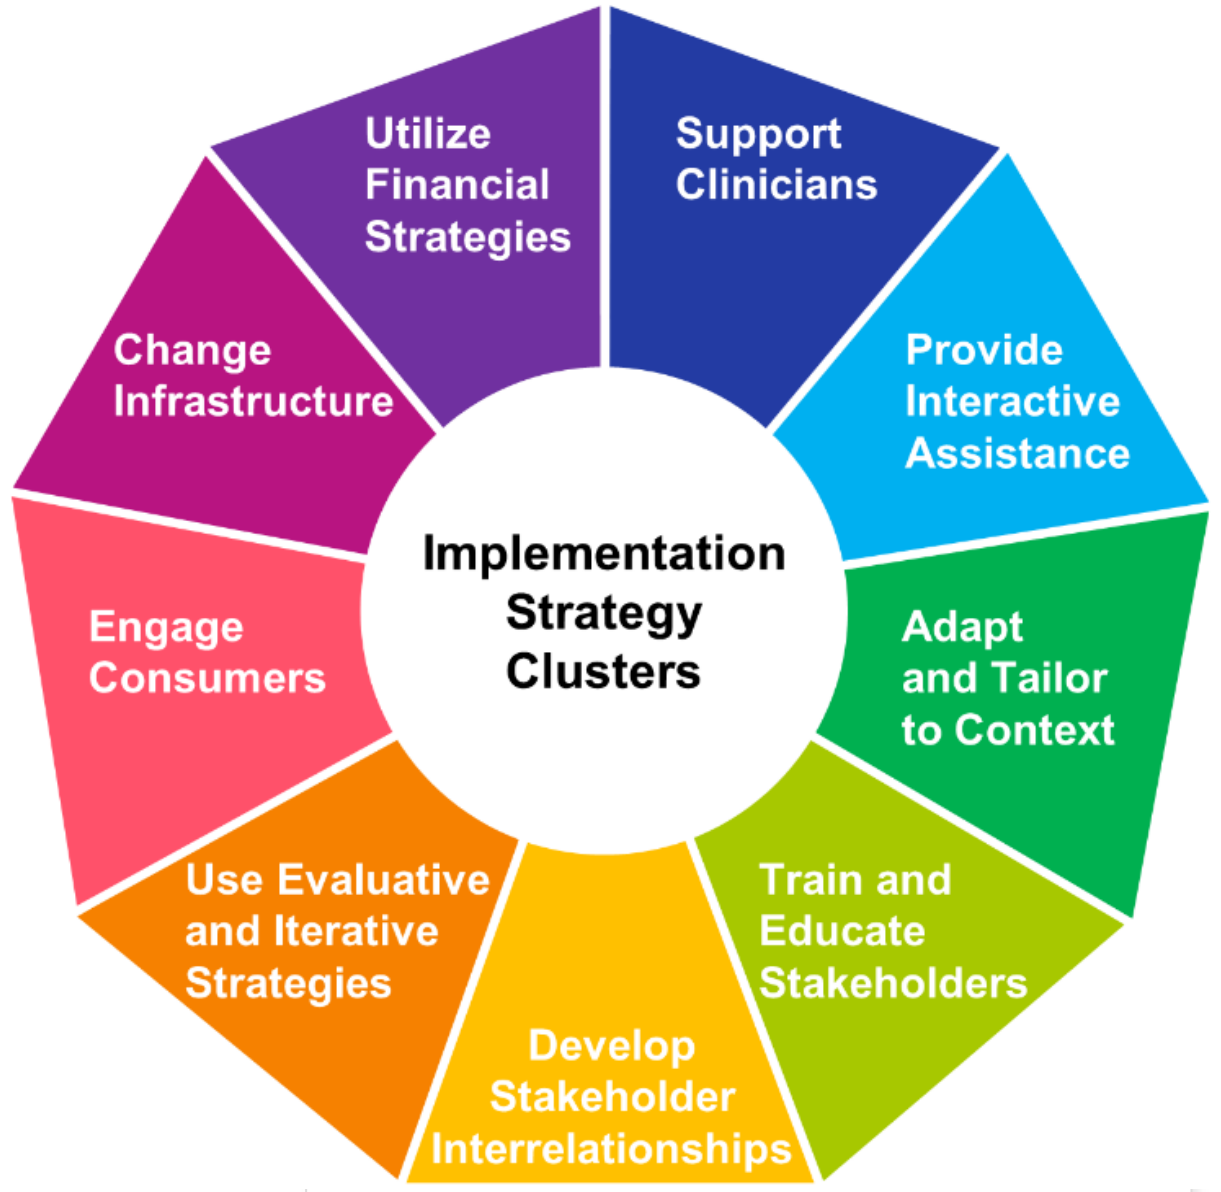 Utilize
Financial
Strategies
Support
Clinicians
Provide
Interactive
Assistance
Adapt
and Tailor
to Context
Train and
Educate
Stakeholders
Develop
Stakeholder
Interrelationships
Use Evaluative
and Iterative
Strategies
Engage
Consumers
Change
Infrastructure
Implementation
Strategy
Clusters